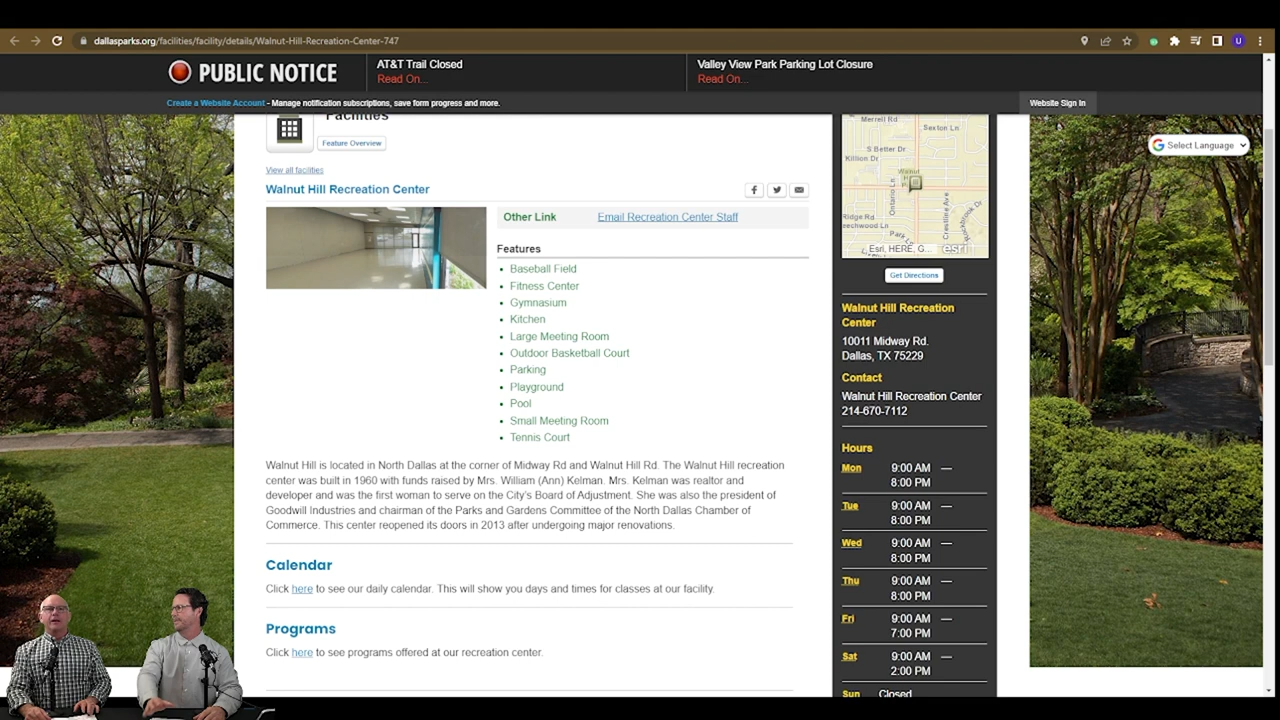 dallasparks.org/facilities/facility/details/Walnut-Hill-Recreation-Center-747
U
PUBLIC NOTICE
AT&T Trail Closed
Read On...
Valley View Park Parking Lot Closure
Read On...
Create a Website Account - Manage notification subscriptions, save form progress and more.
Website Sign In
Select Language
Facilities
Feature Overview
View all facilities
Walnut Hill Recreation Center
Other Link
Email Recreation Center Staff
Features
Baseball Field
Fitness Center
Gymnasium
Kitchen
Large Meeting Room
Outdoor Basketball Court
Parking
Playground
Pool
Small Meeting Room
Tennis Court
Walnut Hill is located in North Dallas at the corner of Midway Rd and Walnut Hill Rd. The Walnut Hill recreation
center was built in 1960 with funds raised by Mrs. William (Ann) Kelman. Mrs. Kelman was realtor and
developer and was the first woman to serve on the City's Board of Adjustment. She was also the president of
Goodwill Industries and chairman of the Parks and Gardens Committee of the North Dallas Chamber of
Commerce. This center reopened its doors in 2013 after undergoing major renovations.
Calendar
Click here to see our daily calendar. This will show you days and times for classes at our facility.
Programs
Click here to see programs offered at our recreation center.
Merrell Rd
Sexton Ln
S Better Dr
Killion Dr
Walnut
Ontario Ln
Crestline Ave
Ridge Rd
Park
Esri, HERE, G...
esri
Get Directions
Walnut Hill Recreation
Center
10011 Midway Rd.
Dallas, TX 75229
Contact
Walnut Hill Recreation Center
214-670-7112
Hours
Mon 9:00 AM —
8:00 PM
Tue 9:00 AM —
8:00 PM
Wed 9:00 AM —
8:00 PM
Thu 9:00 AM —
8:00 PM
Fri 9:00 AM —
7:00 PM
Sat 9:00 AM —
2:00 PM
Sun Closed